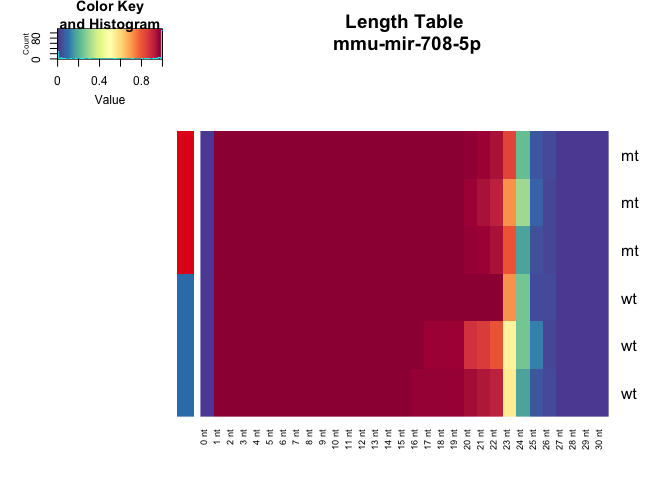 Color Key
and Histogram
Count
0 80
0 0.4 0.8
Value
Length Table
mmu-mir-708-5p
mt
mt
mt
wt
wt
wt
0 nt
1 nt
2 nt
3 nt
4 nt
5 nt
6 nt
7 nt
8 nt
9 nt
10 nt
11 nt
12 nt
13 nt
14 nt
15 nt
16 nt
17 nt
18 nt
19 nt
20 nt
21 nt
22 nt
23 nt
24 nt
25 nt
26 nt
27 nt
28 nt
29 nt
30 nt